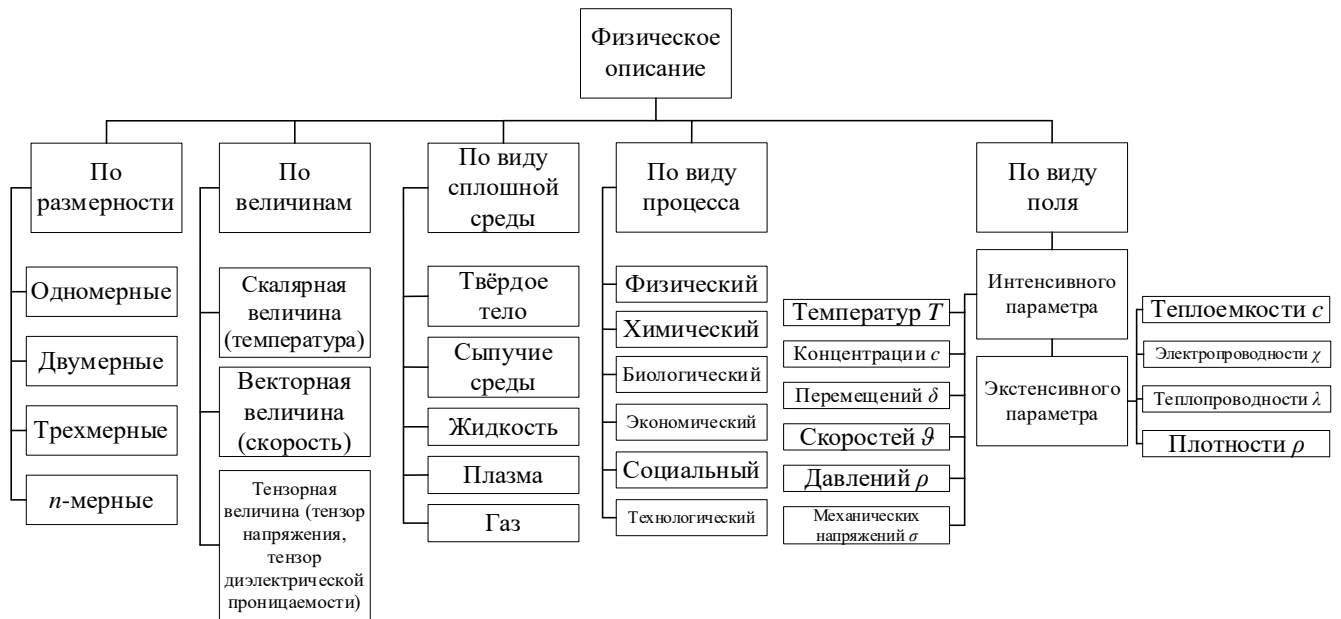 Физическое
описание
По
размерности
Одномерные
Двумерные
Трехмерные
n-мерные
По
величинам
Скалярная
величина
(температура)
Векторная
величина
(скорость)
Тензорная
величина (тензор
напряжения,
тензор
диэлектрической
проницаемости)
По виду
сплошной
среды
Твёрдое
тело
Сыпучие
среды
Жидкость
Плазма
Газ
По виду
процесса
Физический
Химический
Биологический
Экономический
Социальный
Технологический
По виду
поля
Интенсивного
параметра
Температур T
Концентрации c
Перемещений δ
Скоростей ϑ
Давлений ρ
Механических
напряжений σ
Экстенсивного
параметра
Теплоемкости c
Электропроводности χ
Теплопроводности λ
Плотности ρ